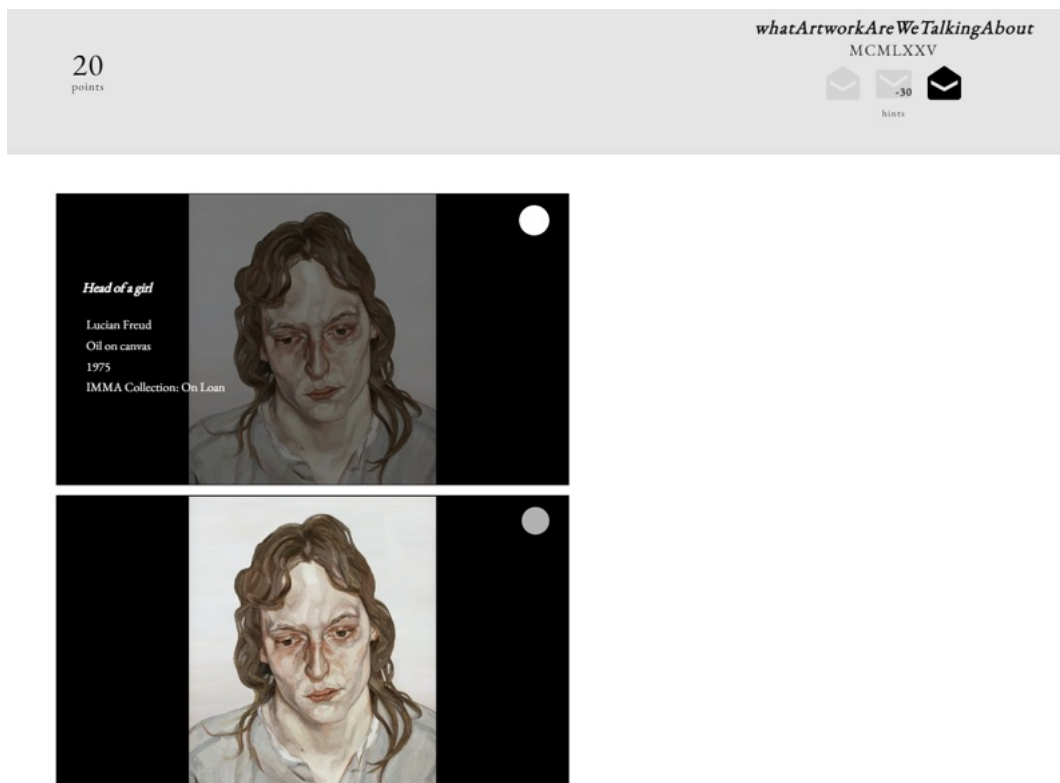 20
points
whatArtworkAreWeTalkingAbout
MCMLXXV
-30
hints
Head of a girl
Lucian Freud
Oil on canvas
1975
IMMA Collection: On Loan